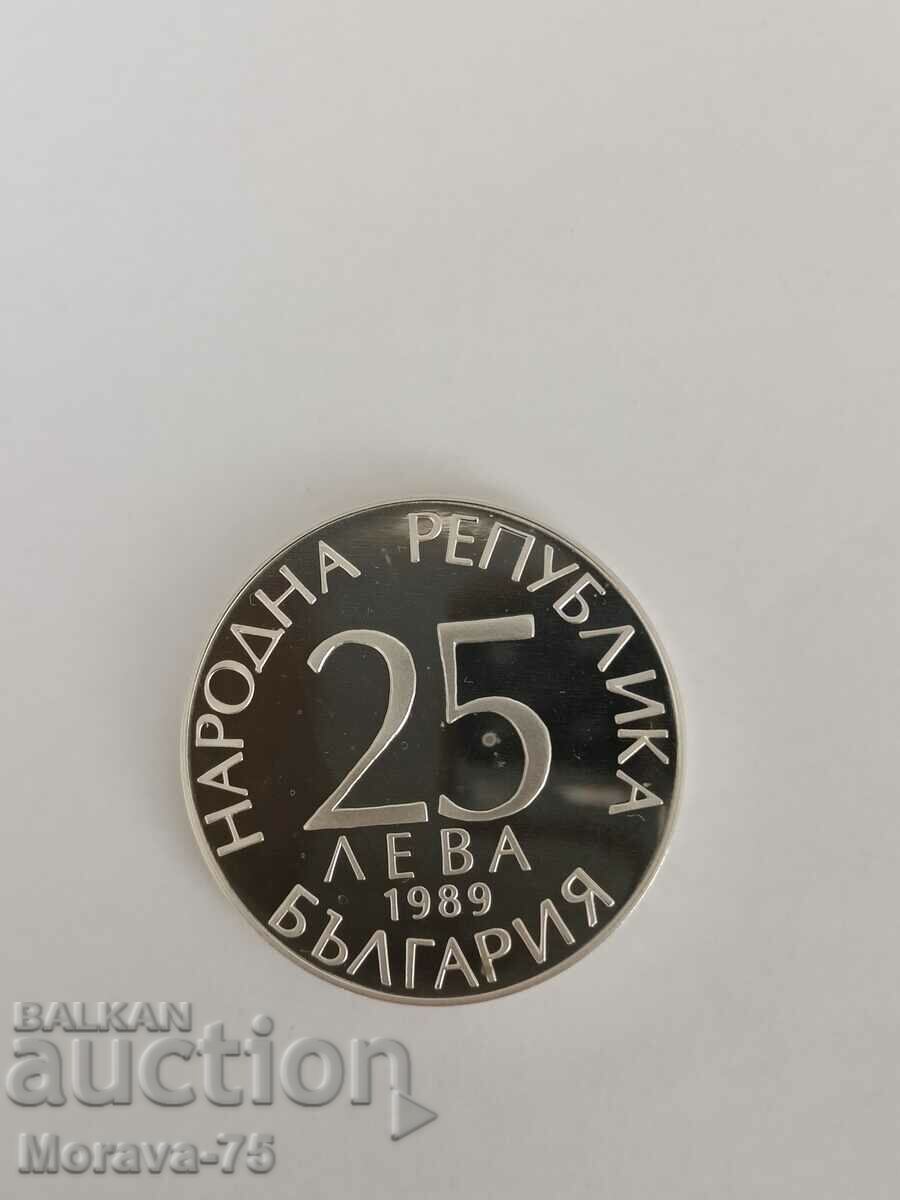 НАРОДНА РЕПУБЛИКА
25
ЛЕВА
1989
БЪЛГАРИЯ
BALKAN
auction
Morava-75